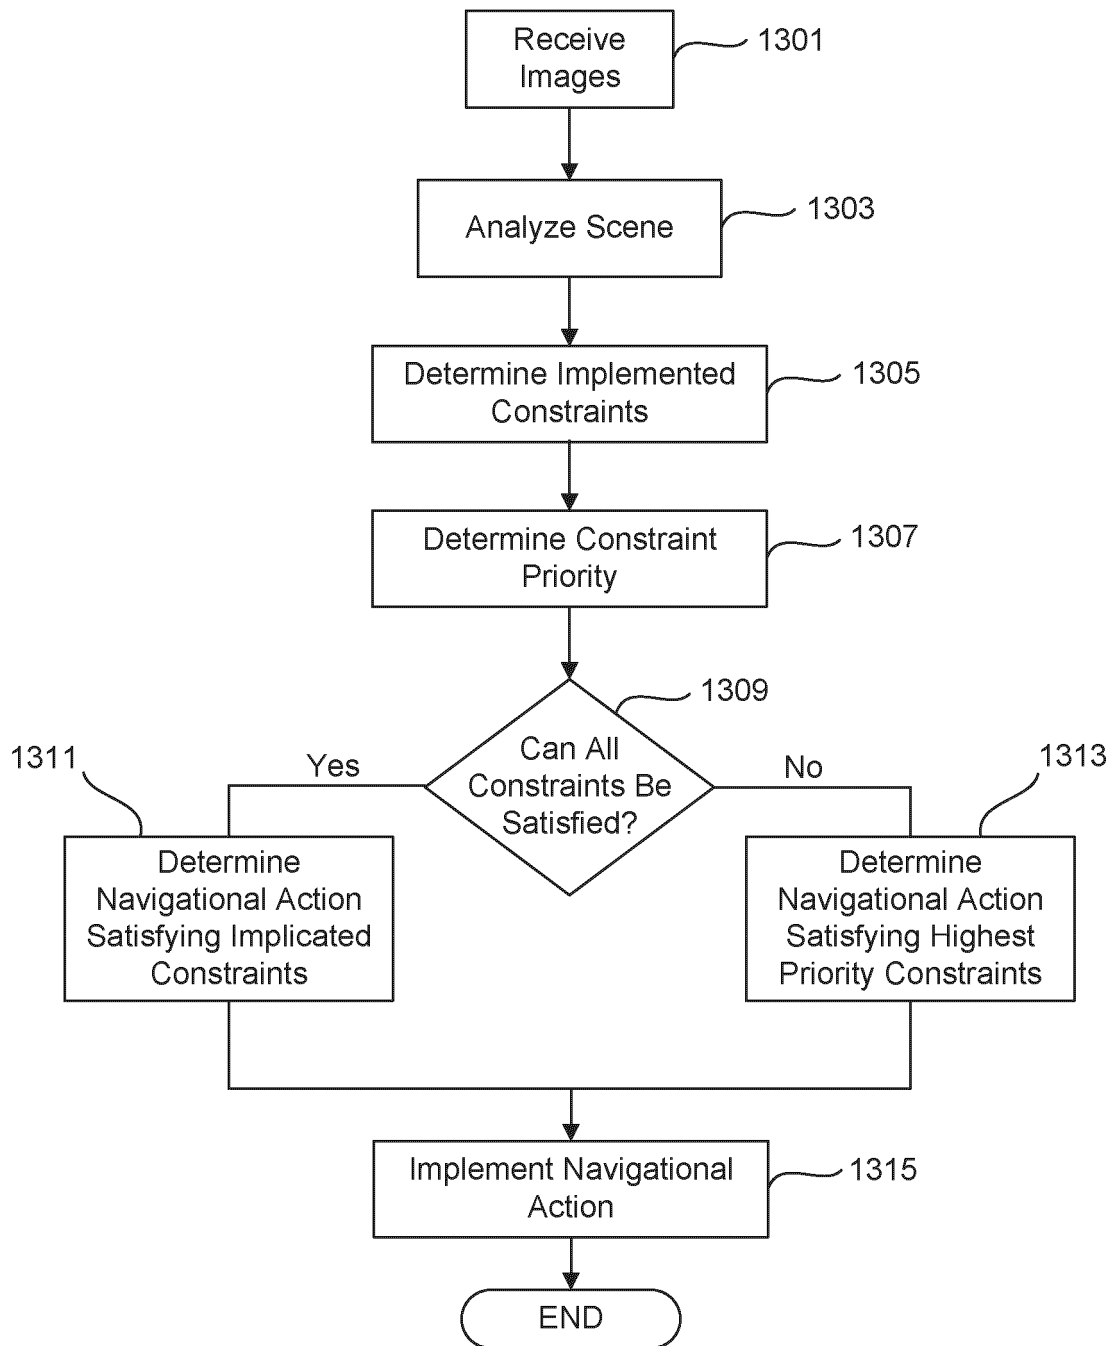 Receive
Images
1301
Analyze Scene
1303
Determine Implemented
Constraints
1305
Determine Constraint
Priority
1307
Can All
Constraints Be
Satisfied?
1309
Yes
No
1311
Determine
Navigational Action
Satisfying Implicated
Constraints
1313
Determine
Navigational Action
Satisfying Highest
Priority Constraints
Implement Navigational
Action
1315
END